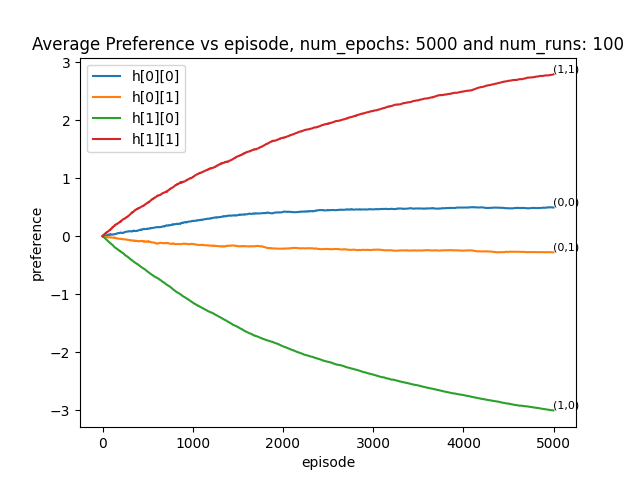 Average Preference vs episode, num_epochs: 5000 and num_runs: 100
h[0][0]
h[0][1]
h[1][0]
h[1][1]
(1,1)
(0,0)
(0,1)
(1,0)
3
2
1
0
−1
−2
−3
preference
0 1000 2000 3000 4000 5000
episode